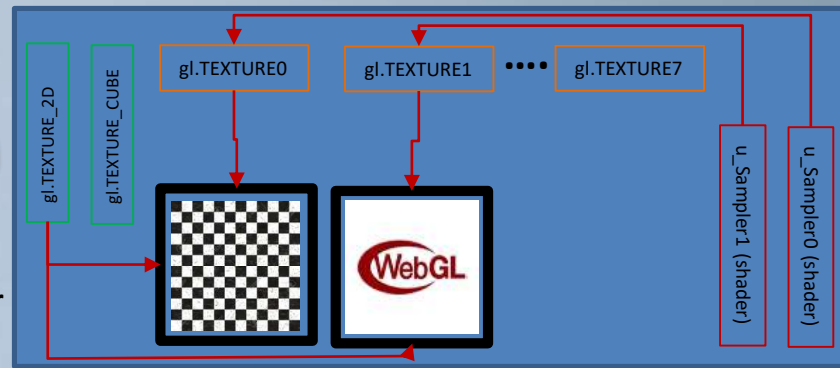 gl.TEXTURE_2D
gl.TEXTURE_CUBE
gl.TEXTURE0
gl.TEXTURE1
....
gl.TEXTURE7
u_Sampler1 (shader)
u_Sampler0 (shader)
WebGL